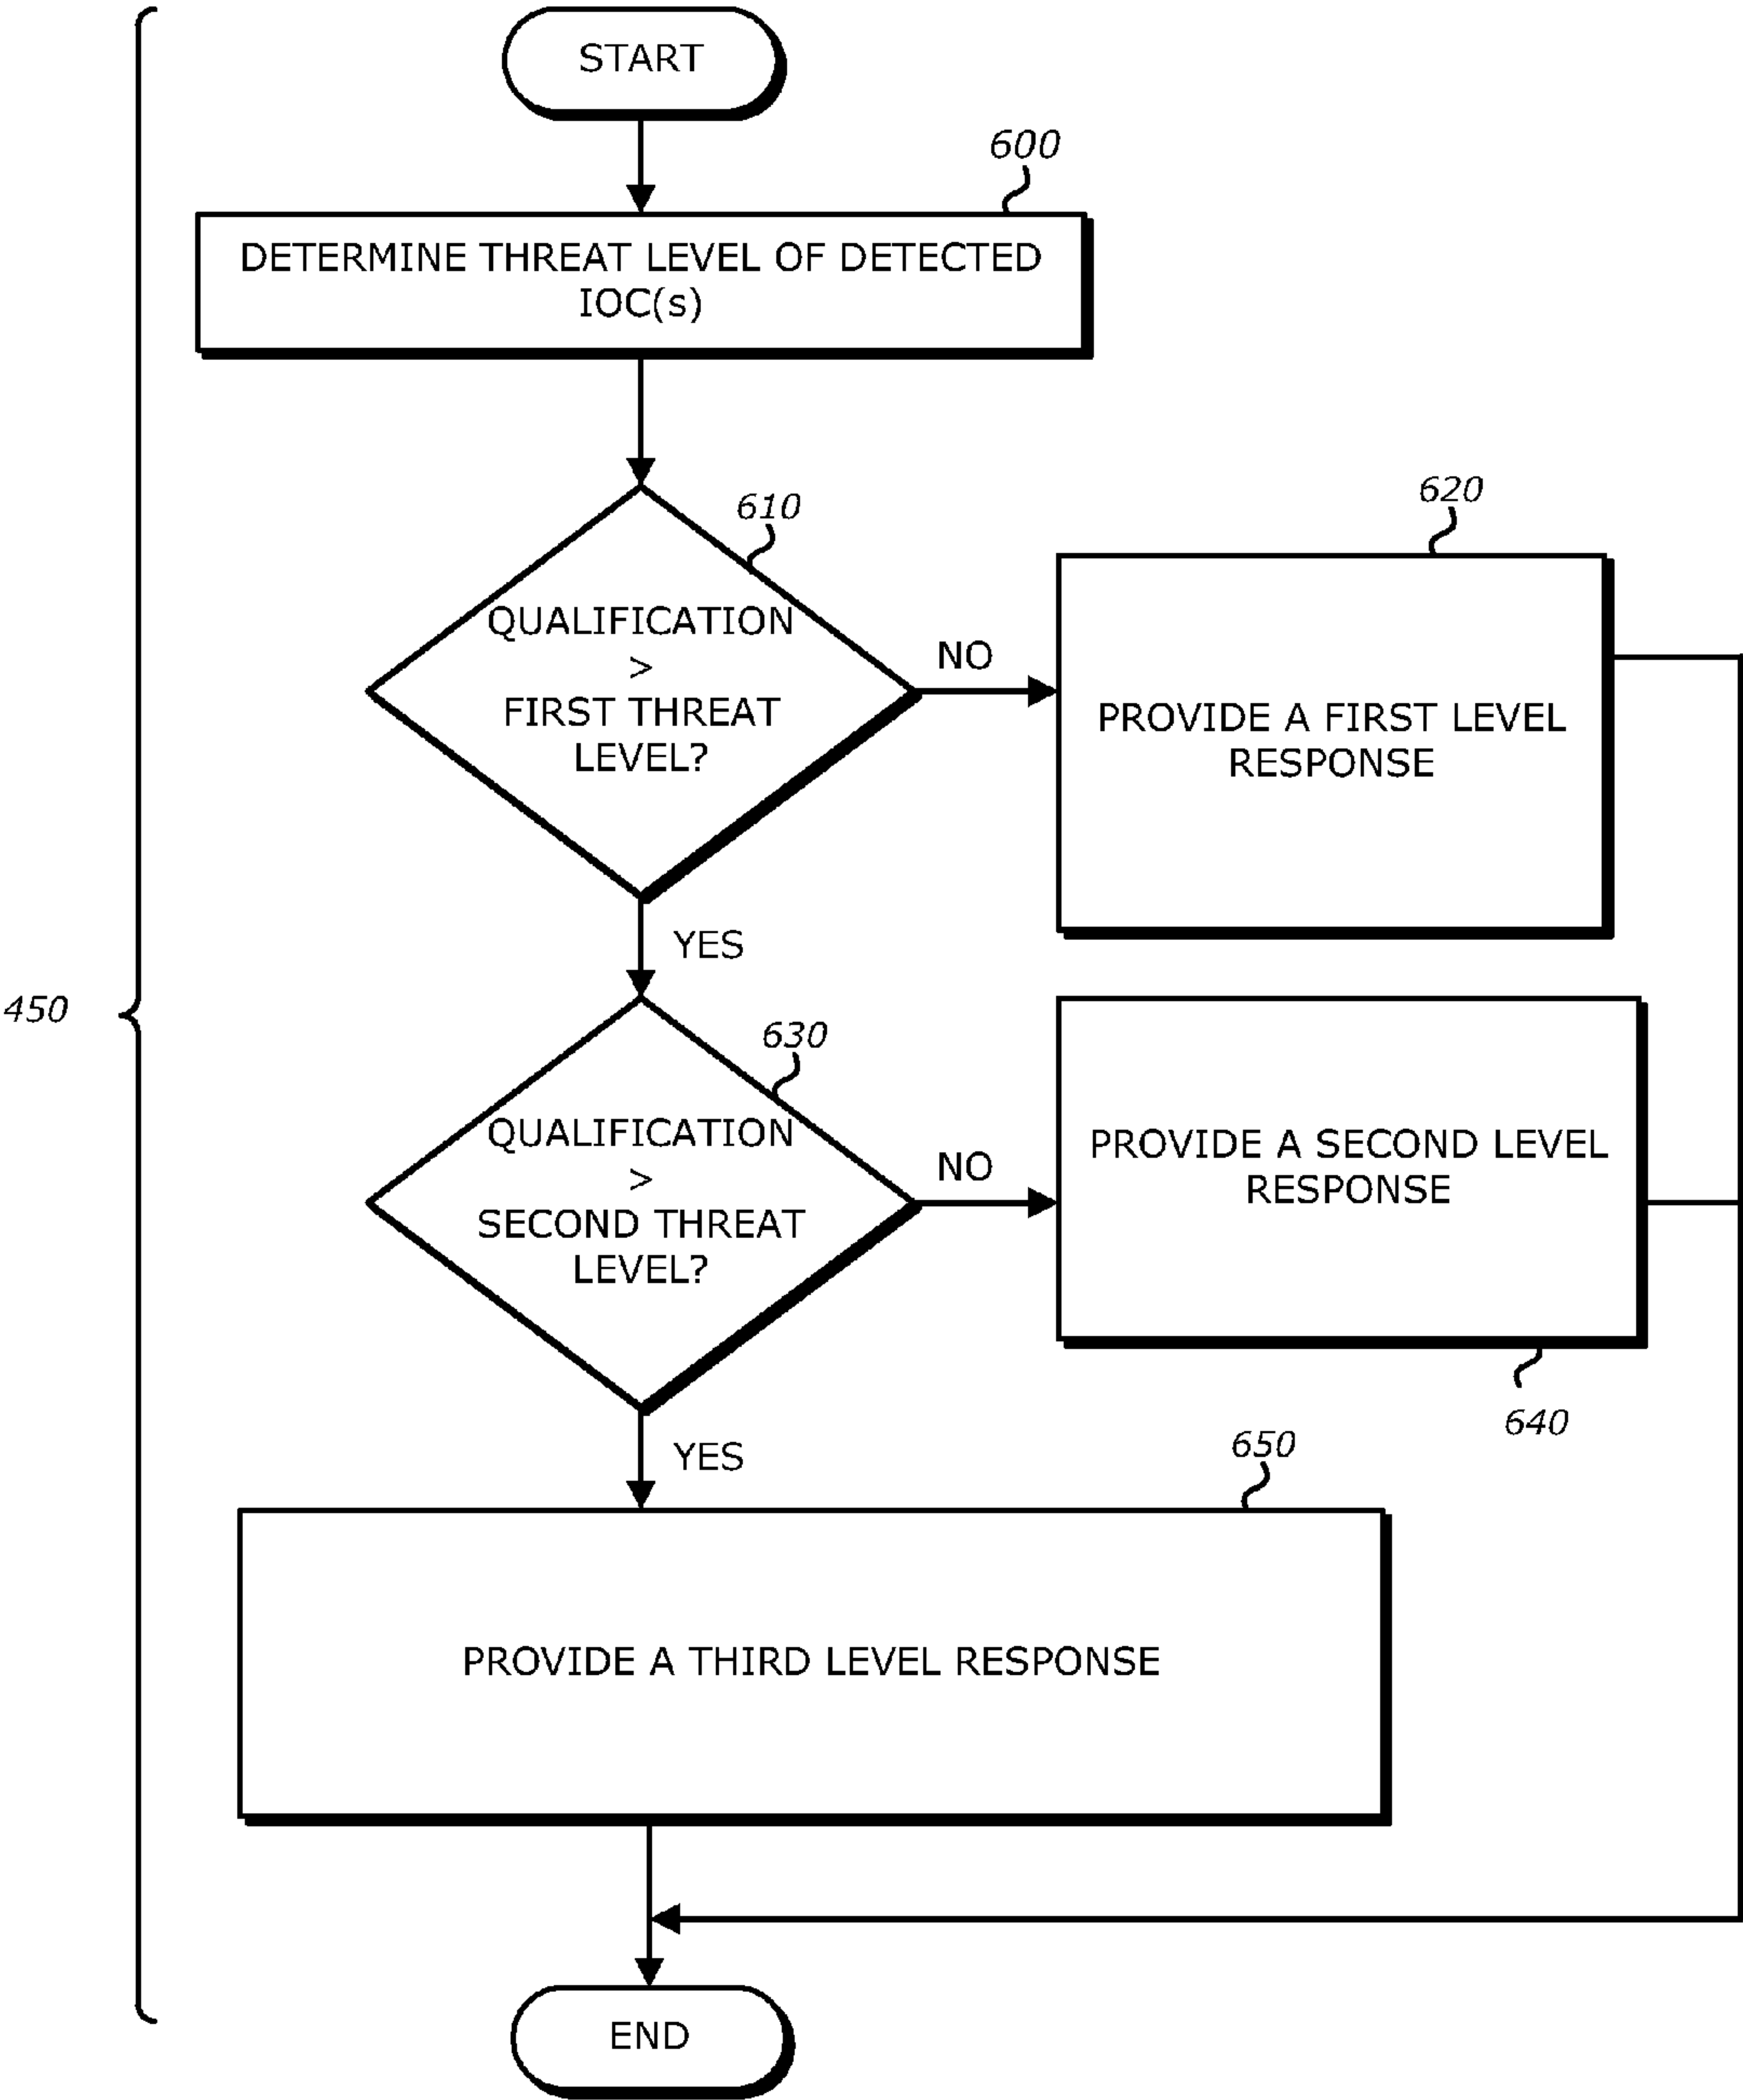 START
600
DETERMINE THREAT LEVEL OF DETECTED
IOC(s)
610
QUALIFICATION
>
FIRST THREAT
LEVEL?
NO
620
PROVIDE A FIRST LEVEL
RESPONSE
YES
450
630
QUALIFICATION
>
SECOND THREAT
LEVEL?
NO
PROVIDE A SECOND LEVEL
RESPONSE
640
YES
650
PROVIDE A THIRD LEVEL RESPONSE
END